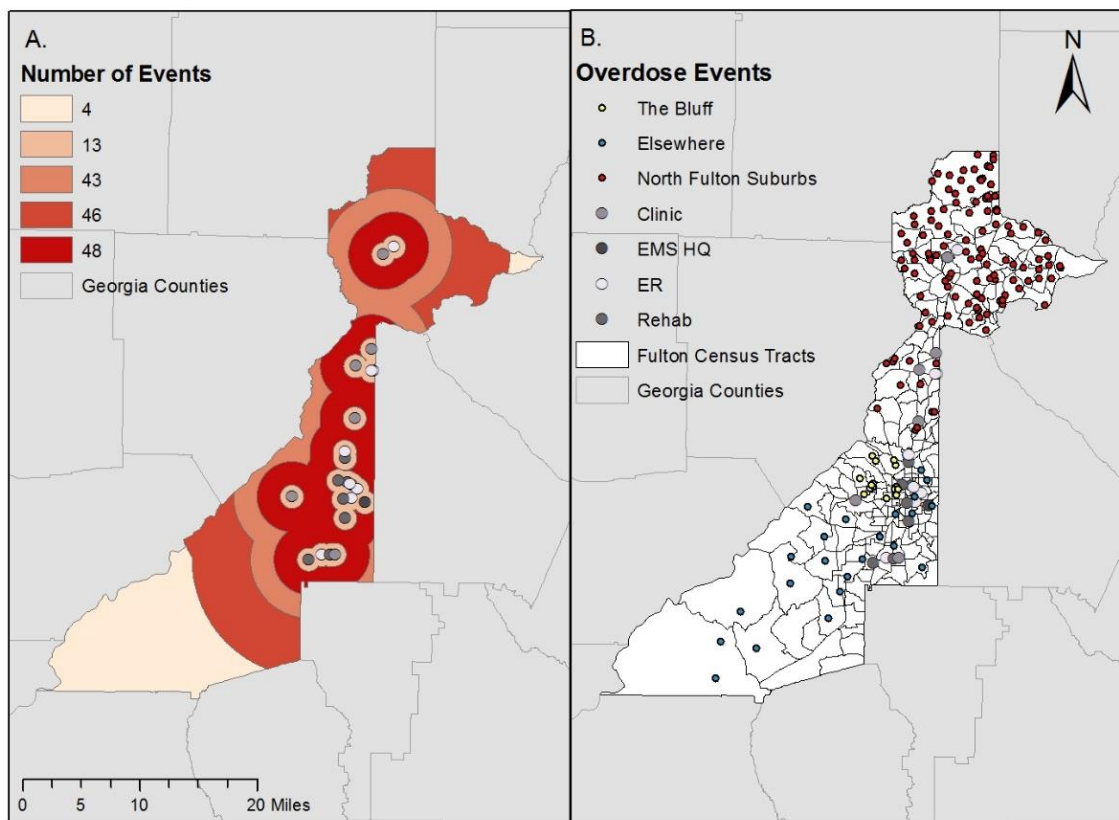 A.
Number of Events
4
13
43
46
48
Georgia Counties
0 5 10 20 Miles
B.
Overdose Events
The Bluff
Elsewhere
North Fulton Suburbs
Clinic
EMS HQ
ER
Rehab
Fulton Census Tracts
Georgia Counties
N